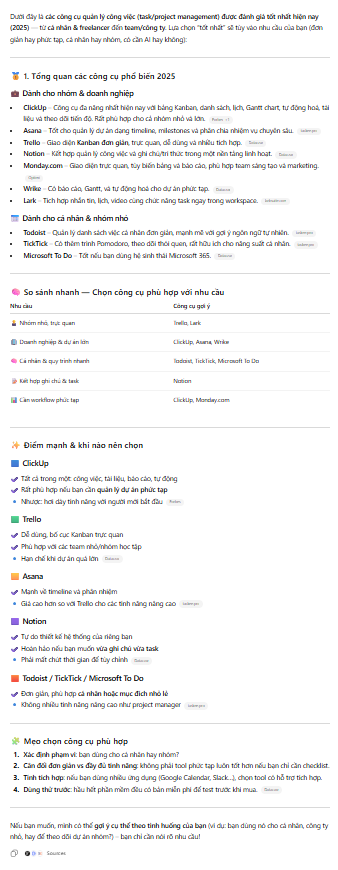 Dưới đây là các công cụ quản lý công việc (task/project management) được đánh giá tốt nhất hiện nay
(2025) — từ cá nhân & freelancer đến team/công ty. Lựa chọn "tốt nhất" sẽ tùy vào nhu cầu của bạn (đơn
giản hay phức tạp, cá nhân hay nhóm, có cần AI hay không):
1. Tổng quan các công cụ phổ biến 2025
Dành cho nhóm & doanh nghiệp
ClickUp – Công cụ đa năng nhất hiện nay với bảng Kanban, danh sách, lịch, Gantt chart, tự động hoá, tài
liệu và theo dõi tiến độ. Rất phù hợp cho cả nhóm nhỏ và lớn.
Asana – Tốt cho quản lý dự án dạng timeline, milestones và phân chia nhiệm vụ chuyên sâu.
Trello – Giao diện Kanban đơn giản, trực quan, dễ dùng và nhiều tích hợp.
Notion – Kết hợp quản lý công việc và ghi chú/tri thức trong một nền tảng linh hoạt.
Monday.com – Giao diện trực quan, tùy biến bảng và báo cáo, phù hợp team sáng tạo và marketing.
Wrike – Có báo cáo, Gantt, và tự động hoá cho dự án phức tạp.
Lark – Tích hợp nhắn tin, lịch, video cùng chức năng task ngay trong workspace.
Dành cho cá nhân & nhóm nhỏ
Todoist – Quản lý danh sách việc cá nhân đơn giản, mạnh mẽ với gợi ý ngôn ngữ tự nhiên.
TickTick – Có thêm trình Pomodoro, theo dõi thói quen, rất hữu ích cho năng suất cá nhân.
Microsoft To Do – Tốt nếu bạn dùng hệ sinh thái Microsoft 365.
So sánh nhanh — Chọn công cụ phù hợp với nhu cầu
Nhu cầu Công cụ gợi ý
Nhóm nhỏ, trực quan Trello, Lark
Doanh nghiệp & dự án lớn ClickUp, Asana, Wrike
Cá nhân & quy trình nhanh Todoist, TickTick, Microsoft To Do
Kết hợp ghi chú & task Notion
Cần workflow phức tạp ClickUp, Monday.com
Điểm mạnh & khi nào nên chọn
ClickUp
Tất cả trong một: công việc, tài liệu, báo cáo, tự động
Rất phù hợp nếu bạn cần quản lý dự án phức tạp
Nhược: hơi dày tính năng với người mới bắt đầu
Trello
Dễ dùng, bố cục Kanban trực quan
Phù hợp với các team nhỏ/nhóm học tập
Hạn chế khi dự án quá lớn
Asana
Mạnh về timeline và phân nhiệm
Giá cao hơn so với Trello cho các tính năng nâng cao
Notion
Tự do thiết kế hệ thống của riêng bạn
Hoàn hảo nếu bạn muốn vừa ghi chú vừa task
Phải mất chút thời gian để tùy chỉnh
Todoist / TickTick / Microsoft To Do
Đơn giản, phù hợp cá nhân hoặc mục đích nhỏ lẻ
Không nhiều tính năng nâng cao như project manager
Mẹo chọn công cụ phù hợp
1. Xác định phạm vi: bạn dùng cho cá nhân hay nhóm?
2. Cân đối đơn giản vs đầy đủ tính năng: không phải tool phức tạp luôn tốt hơn nếu bạn chỉ cần checklist.
3. Tính tích hợp: nếu bạn dùng nhiều ứng dụng (Google Calendar, Slack…), chọn tool có hỗ trợ tích hợp.
4. Dùng thử trước: hầu hết phần mềm đều có bản miễn phí để test trước khi mua.
Nếu bạn muốn, mình có thể gợi ý cụ thể theo tình huống của bạn (ví dụ: bạn dùng nó cho cá nhân, công ty
nhỏ, hay để theo dõi dự án nhóm?) – bạn chỉ cần nói rõ nhu cầu!
Sources